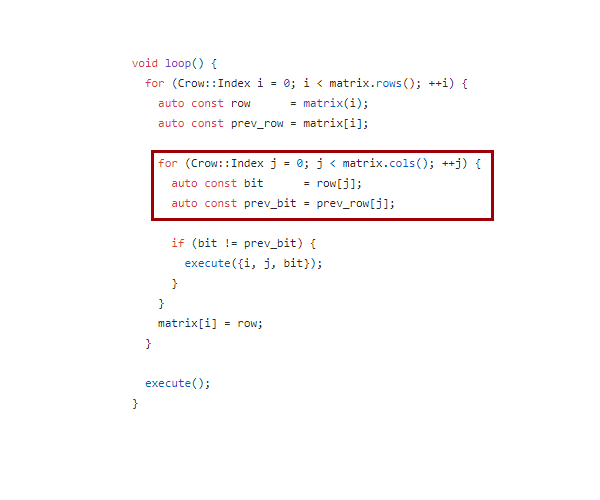 void loop() {
for (Crow::Index i = 0; i < matrix.rows(); ++i) {
auto const row      = matrix(i);
auto const prev_row = matrix[i];
for (Crow::Index j = 0; j < matrix.cols(); ++j) {
auto const bit      = row[j];
auto const prev_bit = prev_row[j];
if (bit != prev_bit) {
execute({i, j, bit});
}
}
matrix[i] = row;
}
execute();
}